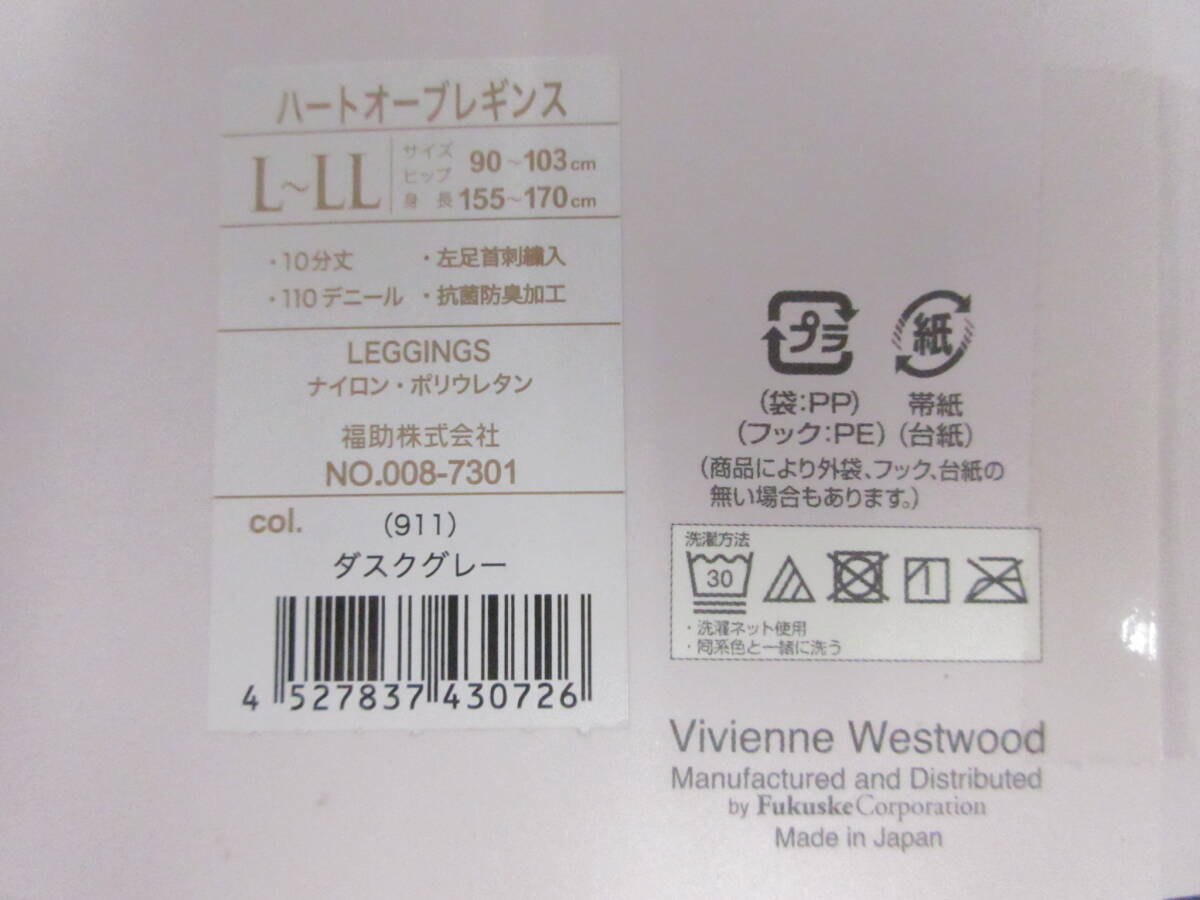 ハートオーブレギンス
L~LL
サイズ
ヒップ 90~103cm
身長 155~170cm
・10分丈 ・左足首刺繍入
・110デニール ・抗菌防臭加工
LEGGINGS
ナイロン・ポリウレタン
福助株式会社
NO.008-7301
col. (911)
ダスクグレー
4 527837 430726
プラ 紙
(袋:PP) 帯紙
(フック:PE) (台紙)
(商品により外袋、フック、台紙の
無い場合もあります。)
洗濯方法
30
・洗濯ネット使用
・同系色と一緒に洗う
Vivienne Westwood
Manufactured and Distributed
by Fukuske Corporation
Made in Japan